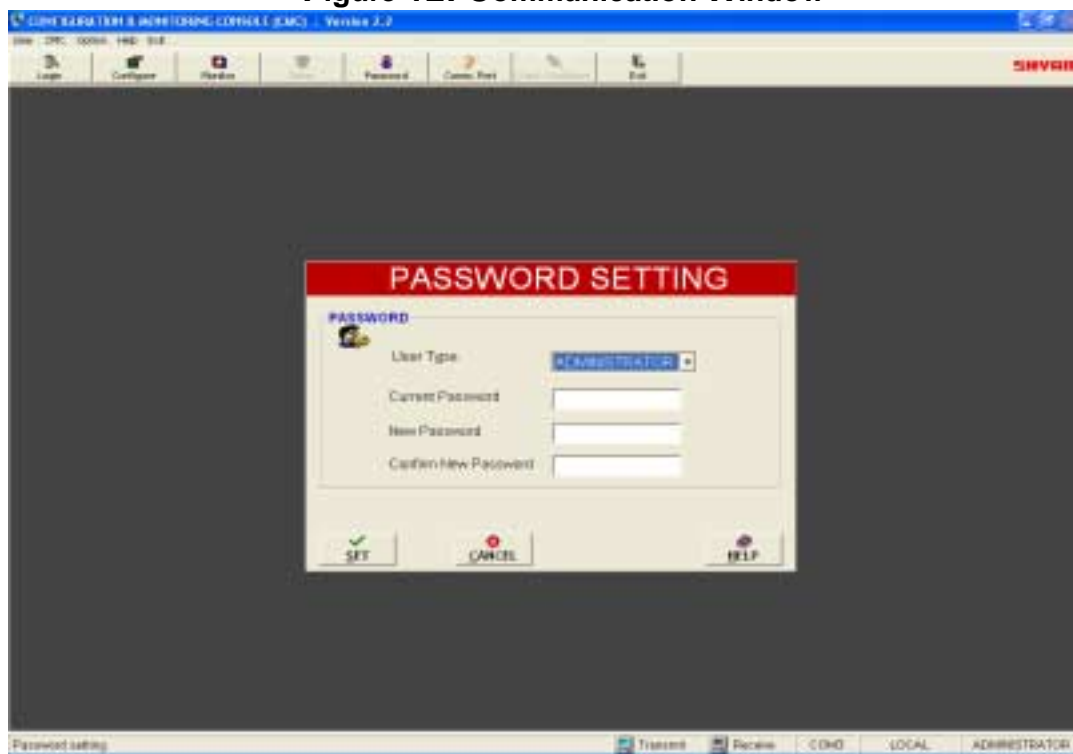 Figure 12: Communication Window
CONFIGURATION & MONITORING CONSOLE (CMC) Version 2.2
View CMC Option Help Exit
Login Configure Monitor Password Comm. Port Exit
SHYAM
PASSWORD SETTING
PASSWORD
User Type
ADMINISTRATOR
Current Password
New Password
Confirm New Password
SET CANCEL HELP
Password setting Transmit Receive LOCAL ADMINISTRATOR